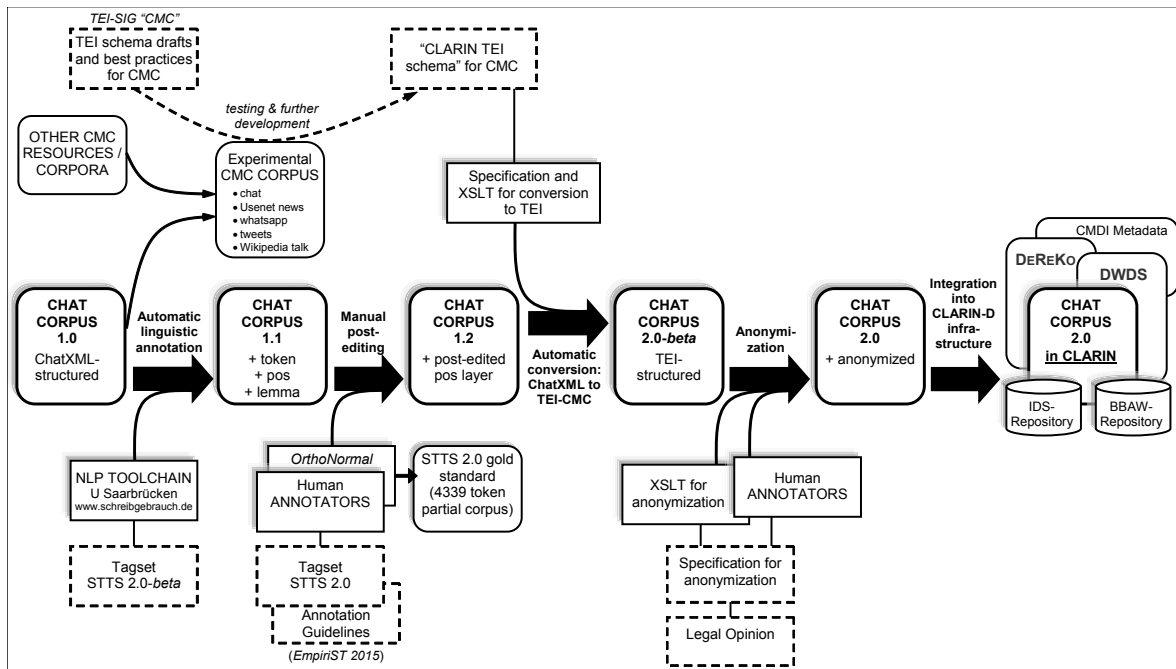 TEI-SIG “CMC”
TEI schema drafts
and best practices
for CMC
“CLARIN TEI
schema” for CMC
testing & further
development
OTHER CMC
RESOURCES /
CORPORA
Experimental
CMC CORPUS
• chat
• Usenet news
• whatsapp
• tweets
• Wikipedia talk
Specification and
XSLT for conversion
to TEI
CMDI Metadata
DEREKO
DWDS
CHAT
CORPUS
1.0
ChatXML-
structured
Automatic
linguistic
annotation
CHAT
CORPUS
1.1
+ token
+ pos
+ lemma
Manual
post-
editing
CHAT
CORPUS
1.2
+ post-edited
pos layer
Automatic
conversion:
ChatXML to
TEI-CMC
CHAT
CORPUS
2.0-beta
TEI-
structured
Anonymi-
zation
CHAT
CORPUS
2.0
+ anonymized
Integration
into
CLARIN-D
infra-
structure
CHAT
CORPUS
2.0
in CLARIN
IDS-
Repository
BBAW-
Repository
NLP TOOLCHAIN
U Saarbrücken
www.schreibgebrauch.de
Tagset
STTS 2.0-beta
OrthoNormal
Human
ANNOTATORS
STTS 2.0 gold
standard
(4339 token
partial corpus)
Tagset
STTS 2.0
Annotation
Guidelines
(EmpiriST 2015)
XSLT for
anonymization
Human
ANNOTATORS
Specification for
anonymization
Legal Opinion